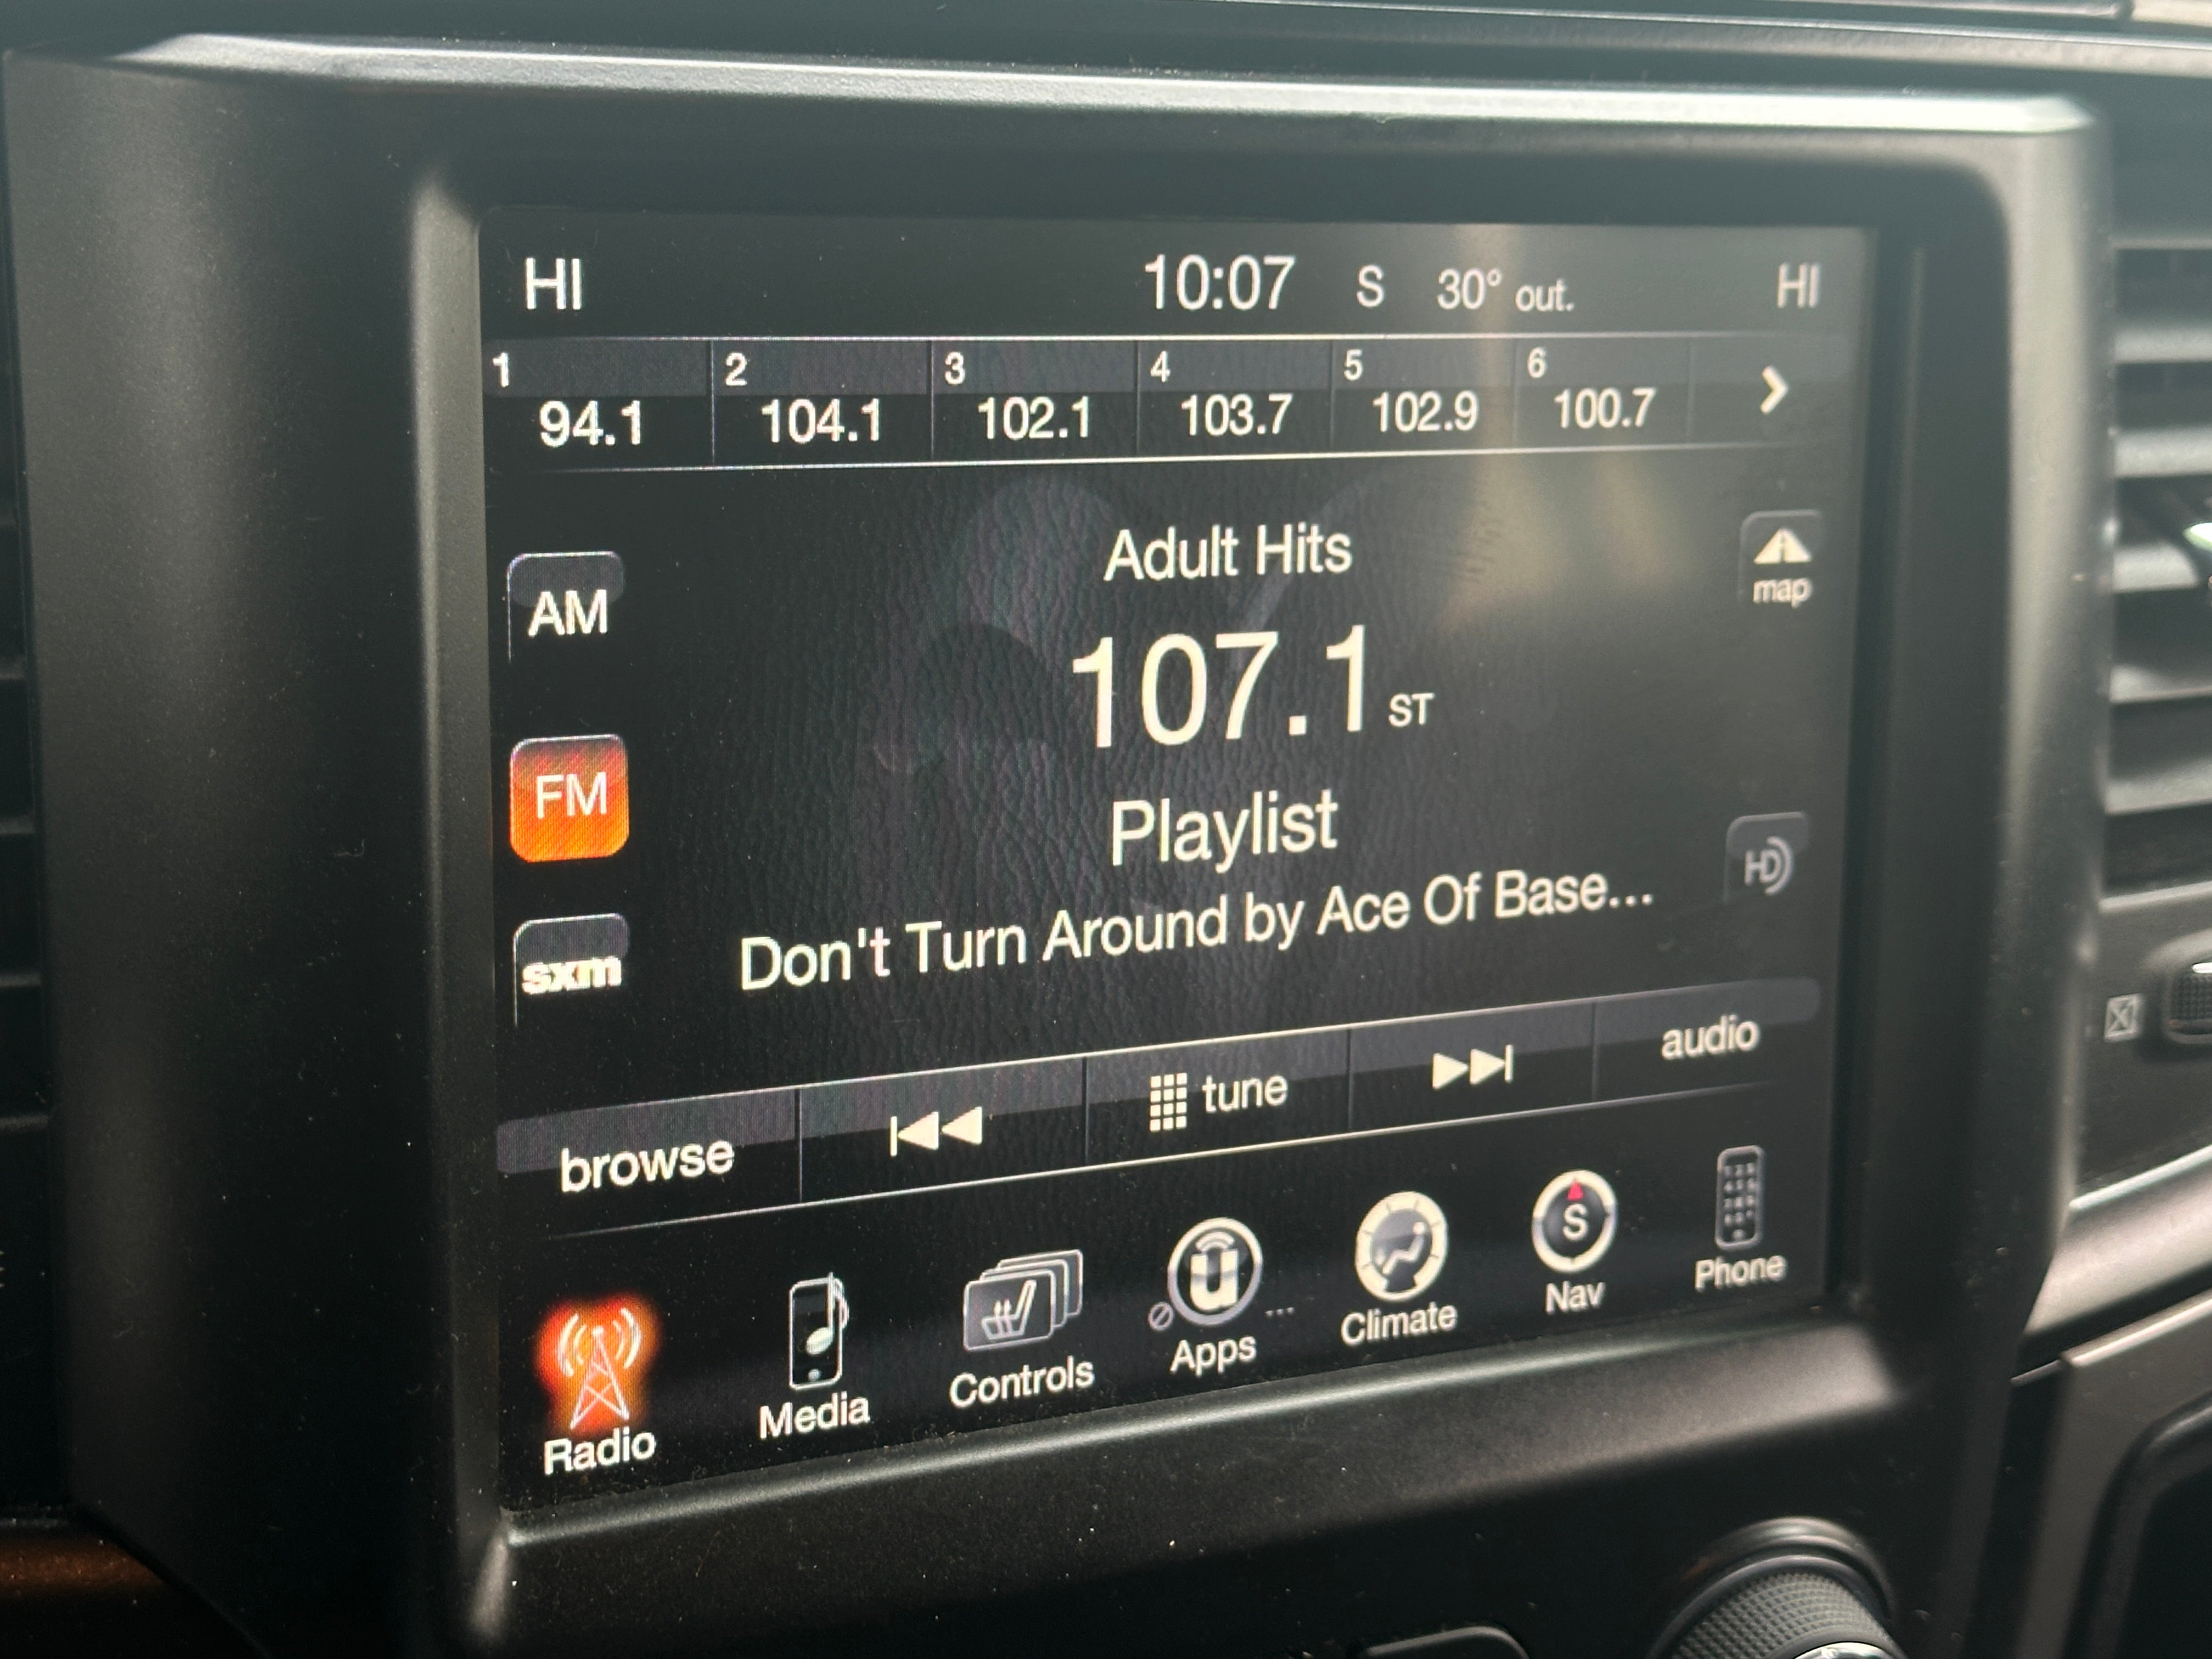 HI 10:07 S 30° out. HI
1 2 3 4 5 6
94.1 104.1 102.1 103.7 102.9 100.7
Adult Hits
AM
map
107.1 ST
FM
Playlist
HD
Don't Turn Around by Ace Of Base...
sxm
browse tune audio
S
U
Radio Media Controls Apps ... Climate Nav Phone